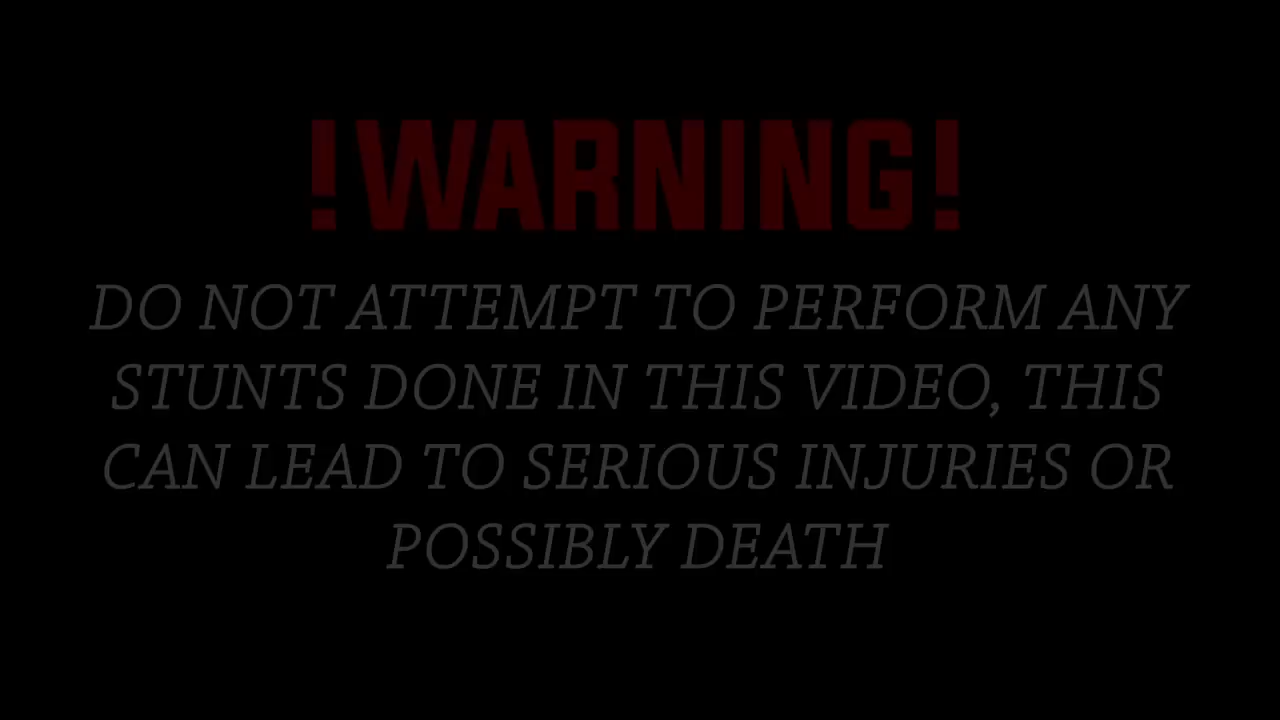 !WARNING!
DO NOT ATTEMPT TO PERFORM ANY
STUNTS DONE IN THIS VIDEO, THIS
CAN LEAD TO SERIOUS INJURIES OR
POSSIBLY DEATH